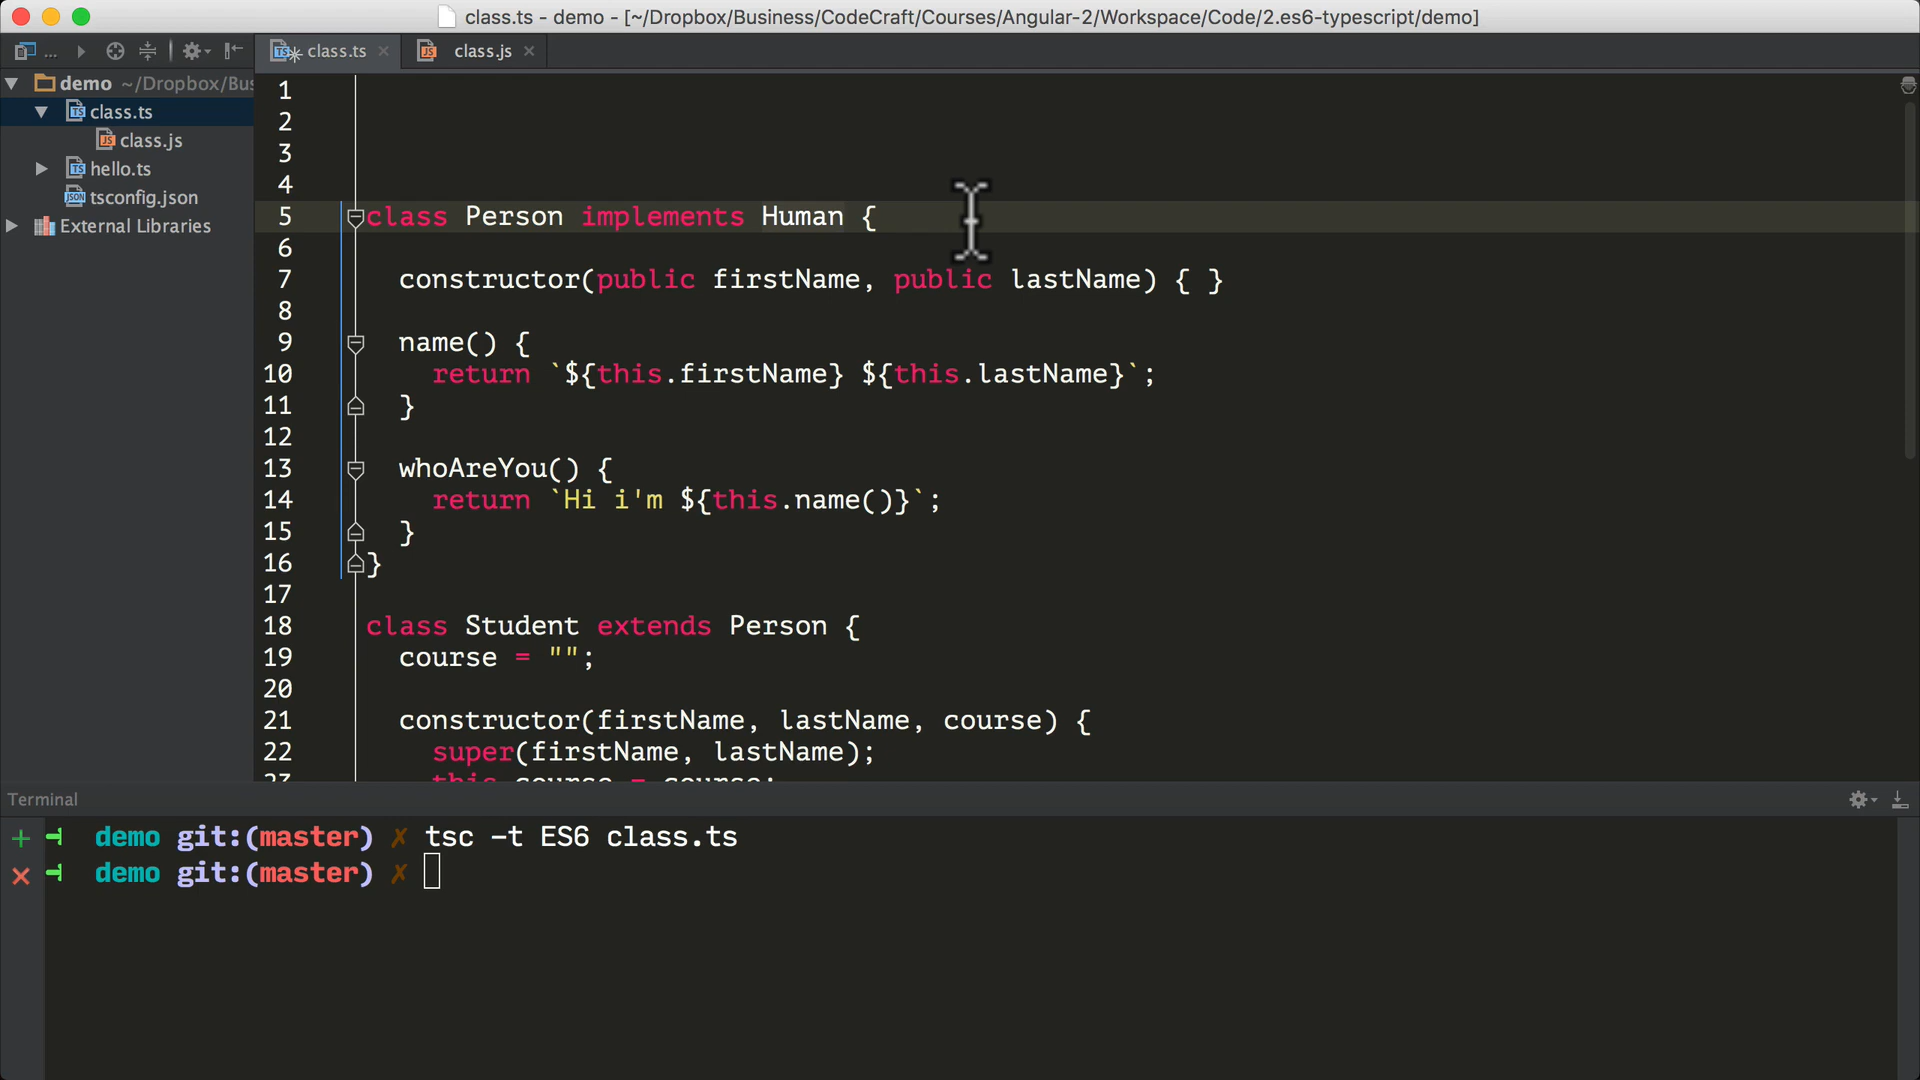 class.ts - demo - [~/Dropbox/Business/CodeCraft/Courses/Angular-2/Workspace/Code/2.es6-typescript/demo]
...
class.ts
class.js
demo ~/Dropbox/Bus
class.ts
class.js
hello.ts
tsconfig.json
External Libraries
1
2
3
4
5 class Person implements Human {
6
7 constructor(public firstName, public lastName) { }
8
9 name() {
10 return `${this.firstName} ${this.lastName}`;
11 }
12
13 whoAreYou() {
14 return `Hi i'm ${this.name()}`;
15 }
16 }
17
18 class Student extends Person {
19 course = "";
20
21 constructor(firstName, lastName, course) {
22 super(firstName, lastName);
23 this.course = course;
Terminal
demo git:(master) ✗ tsc -t ES6 class.ts
demo git:(master) ✗